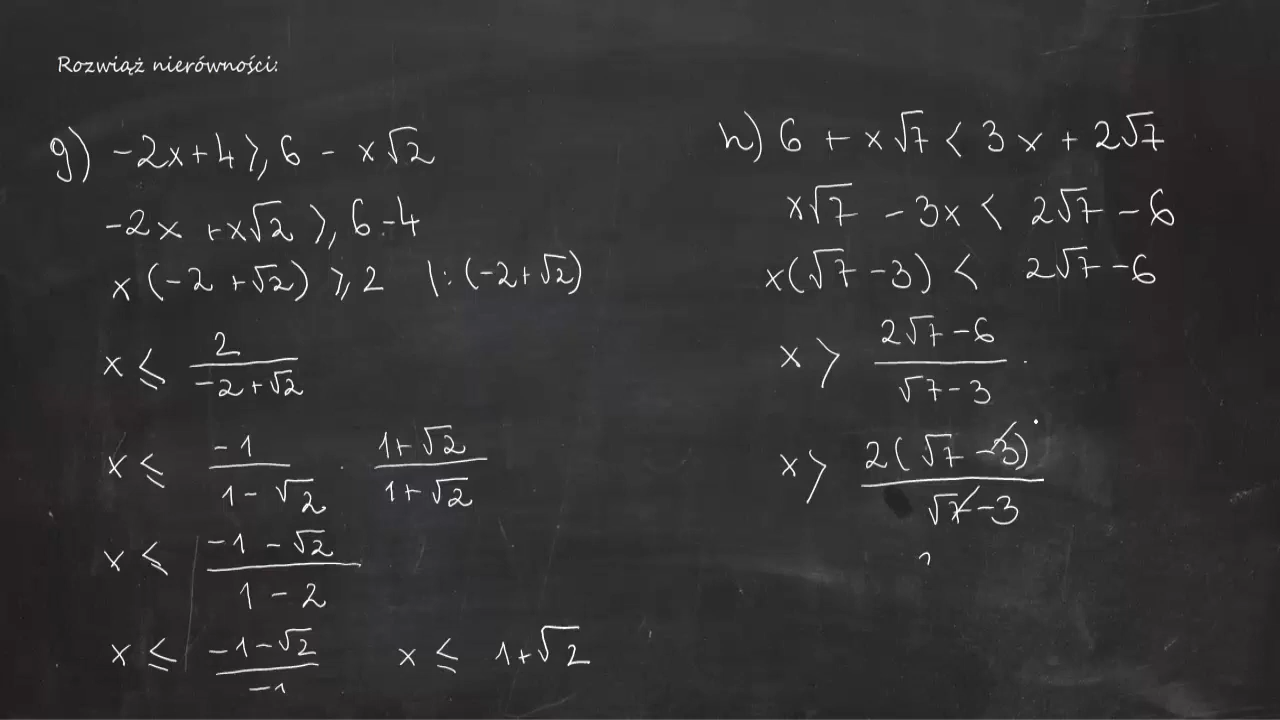 Rozwiąż nierówności:
g) -2x+4 ⩾ 6 - x√2
-2x +x√2 ⩾ 6-4
x (-2 +√2) ⩾ 2 |:(-2+√2)
x ⩽ 2/(-2+√2)
x ⩽ -1/(1-√2) · (1+√2)/(1+√2)
x ⩽ (-1-√2)/(1-2)
x ⩽ (-1-√2)/(-1) x ⩽ 1+√2
h) 6 + x√7 < 3x + 2√7
x√7 - 3x < 2√7 - 6
x(√7 - 3) < 2√7 - 6
x > (2√7-6)/(√7-3)
x > 2(√7-3)/(√7-3)